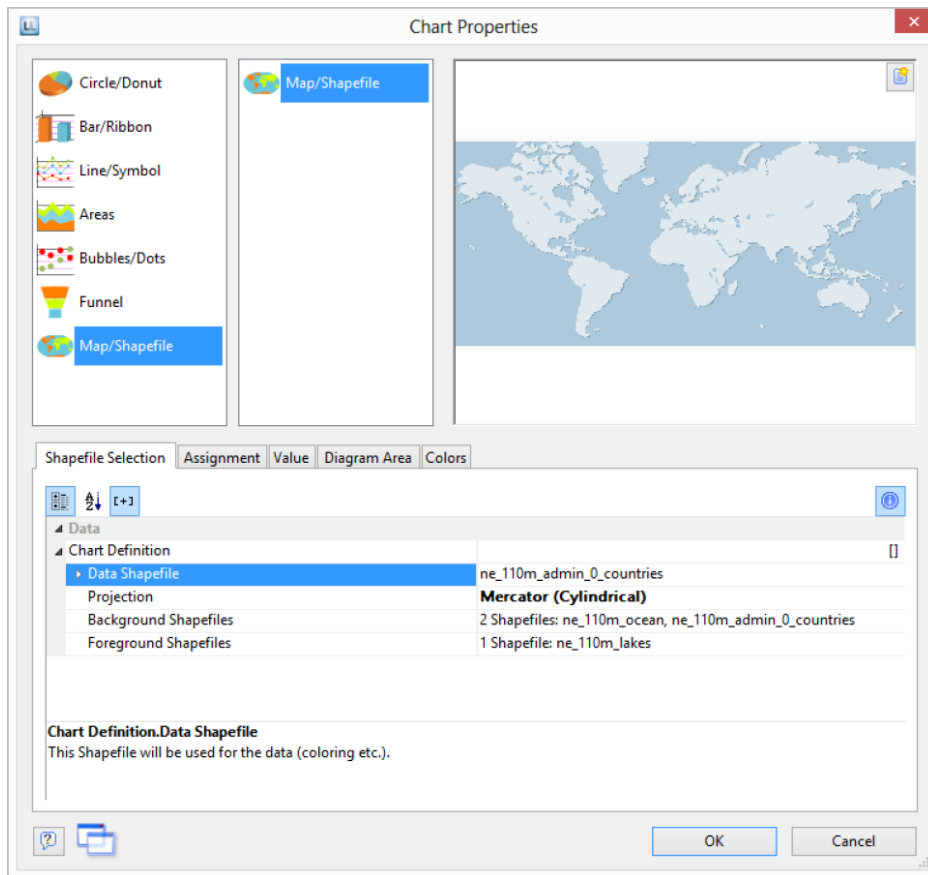 LL
Chart Properties
Circle/Donut
Bar/Ribbon
Line/Symbol
Areas
Bubbles/Dots
Funnel
Map/Shapefile
Map/Shapefile
Shapefile Selection Assignment Value Diagram Area Colors
Data
Chart Definition []
Data Shapefile ne_110m_admin_0_countries
Projection Mercator (Cylindrical)
Background Shapefiles 2 Shapefiles: ne_110m_ocean, ne_110m_admin_0_countries
Foreground Shapefiles 1 Shapefile: ne_110m_lakes
Chart Definition.Data Shapefile
This Shapefile will be used for the data (coloring etc.).
OK Cancel